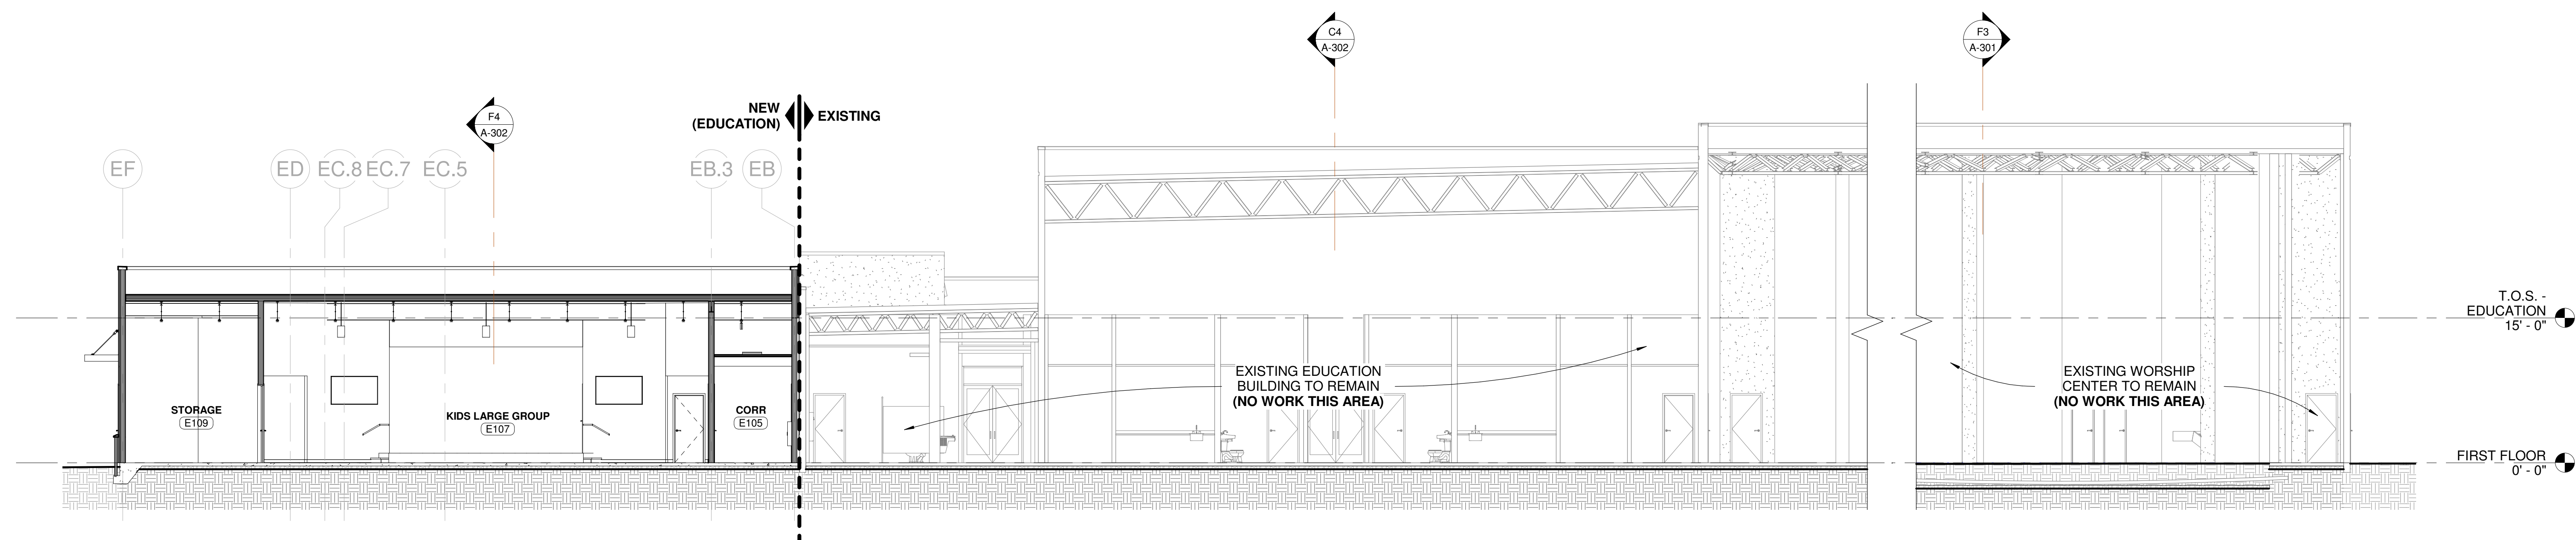 C4
A-302
F3
A-301
NEW
(EDUCATION)
EXISTING
F4
A-302
EF
ED
EC.8
EC.7
EC.5
EB.3
EB
T.O.S. -
EDUCATION
15' - 0"
EXISTING EDUCATION
BUILDING TO REMAIN
(NO WORK THIS AREA)
EXISTING WORSHIP
CENTER TO REMAIN
(NO WORK THIS AREA)
STORAGE
E109
KIDS LARGE GROUP
E107
CORR
E105
FIRST FLOOR
0' - 0"